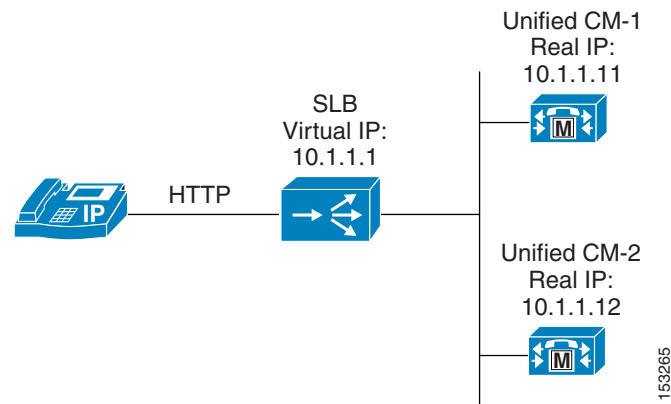 Unified CM-1
Real IP:
10.1.1.11
M
SLB
Virtual IP:
10.1.1.1
HTTP
IP
Unified CM-2
Real IP:
10.1.1.12
M
153265